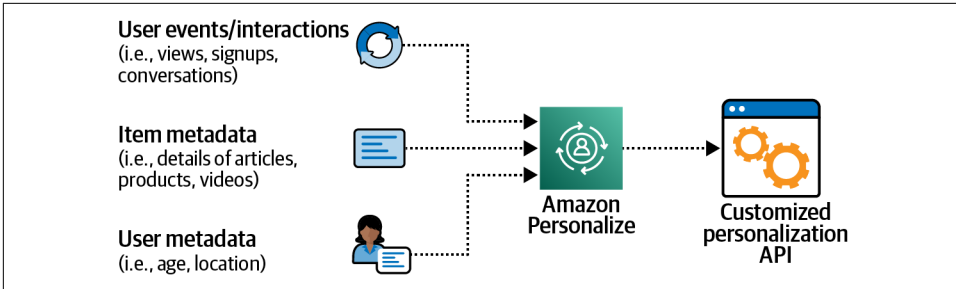 User events/interactions
(i.e., views, signups,
conversations)
Item metadata
(i.e., details of articles,
products, videos)
User metadata
(i.e., age, location)
Amazon
Personalize
Customized
personalization
API